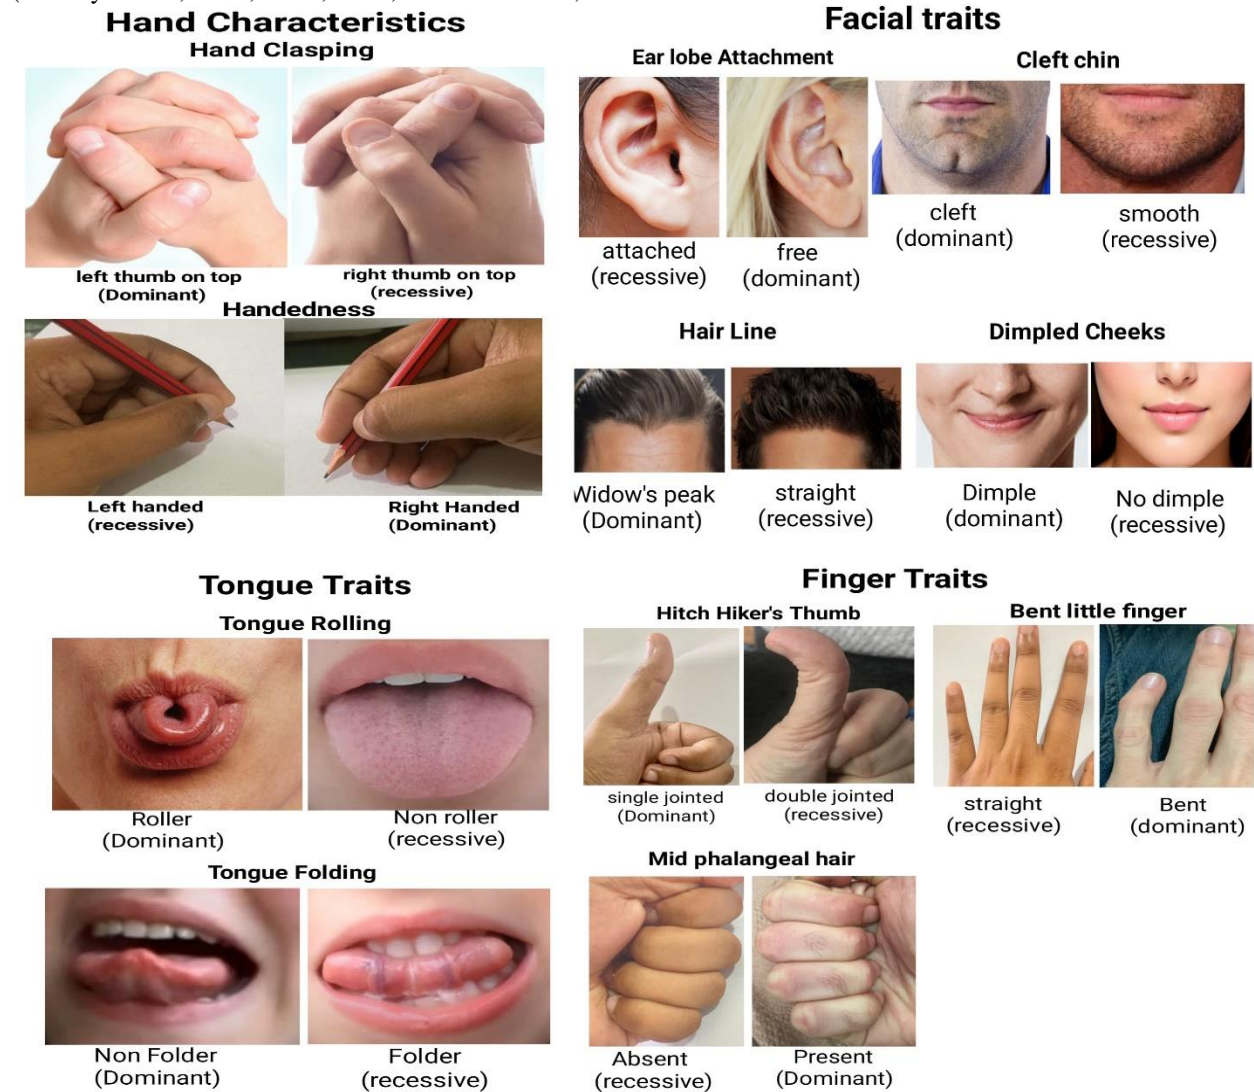 Hand Characteristics
Hand Clasping
left thumb on top
(Dominant)
right thumb on top
(recessive)
Handedness
Left handed
(recessive)
Right Handed
(Dominant)
Facial traits
Ear lobe Attachment
attached
(recessive)
free
(dominant)
Cleft chin
cleft
(dominant)
smooth
(recessive)
Hair Line
Widow's peak
(Dominant)
straight
(recessive)
Dimpled Cheeks
Dimple
(dominant)
No dimple
(recessive)
Tongue Traits
Tongue Rolling
Roller
(Dominant)
Non roller
(recessive)
Tongue Folding
Non Folder
(Dominant)
Folder
(recessive)
Finger Traits
Hitch Hiker's Thumb
single jointed
(Dominant)
double jointed
(recessive)
Bent little finger
straight
(recessive)
Bent
(dominant)
Mid phalangeal hair
Absent
(recessive)
Present
(Dominant)